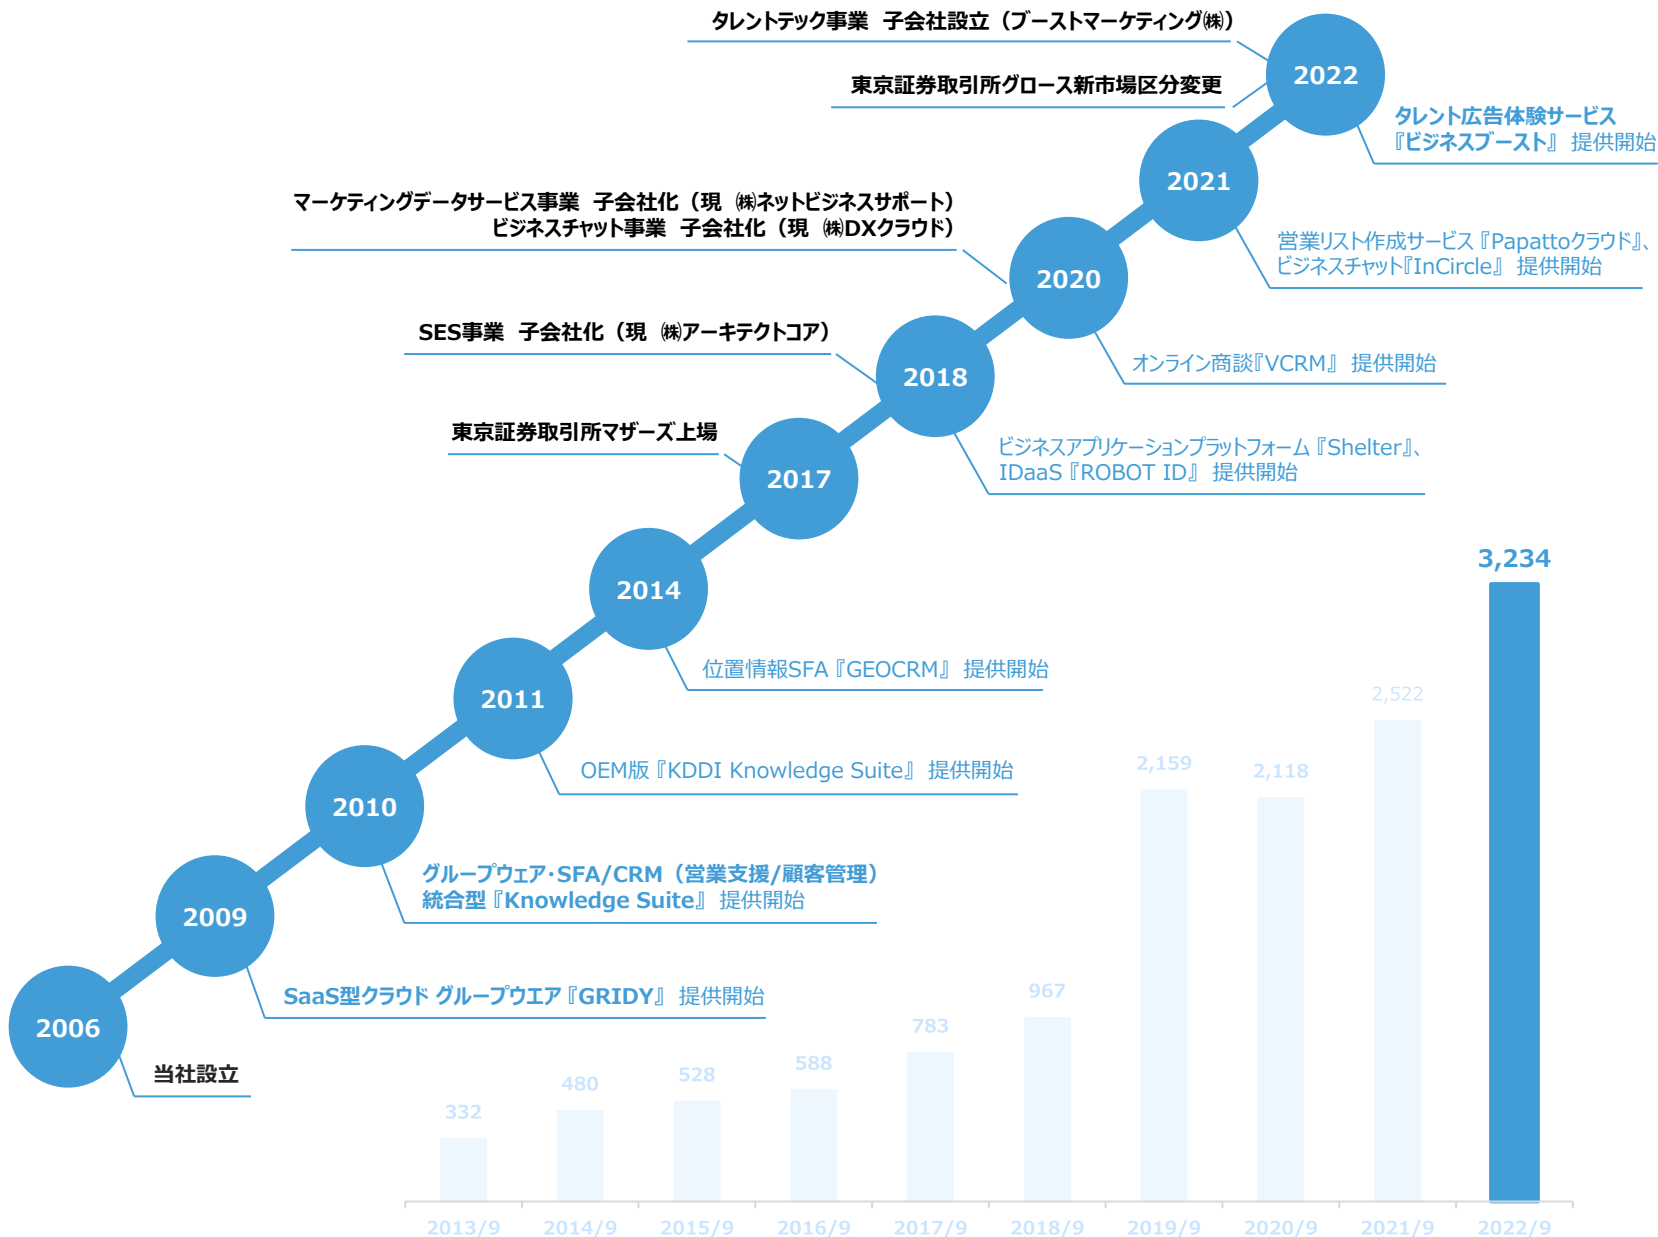 タレントテック事業 子会社設立（ブーストマーケティング㈱）
2022
東京証券取引所グロース新市場区分変更
タレント広告体験サービス
『ビジネスブースト』 提供開始
2021
マーケティングデータサービス事業 子会社化（現 ㈱ネットビジネスサポート）
ビジネスチャット事業 子会社化（現 ㈱DXクラウド）
営業リスト作成サービス『Papattoクラウド』、
ビジネスチャット『InCircle』 提供開始
2020
SES事業 子会社化（現 ㈱アーキテクトコア）
オンライン商談『VCRM』 提供開始
2018
東京証券取引所マザーズ上場
ビジネスアプリケーションプラットフォーム『Shelter』、
IDaaS『ROBOT ID』 提供開始
2017
2014
位置情報SFA『GEOCRM』 提供開始
2011
OEM版『KDDI Knowledge Suite』 提供開始
2010
グループウェア・SFA/CRM（営業支援/顧客管理）
統合型『Knowledge Suite』 提供開始
2009
SaaS型クラウド グループウエア『GRIDY』 提供開始
2006
当社設立
332
480
528
588
783
967
2,159
2,118
2,522
3,234
2013/9
2014/9
2015/9
2016/9
2017/9
2018/9
2019/9
2020/9
2021/9
2022/9